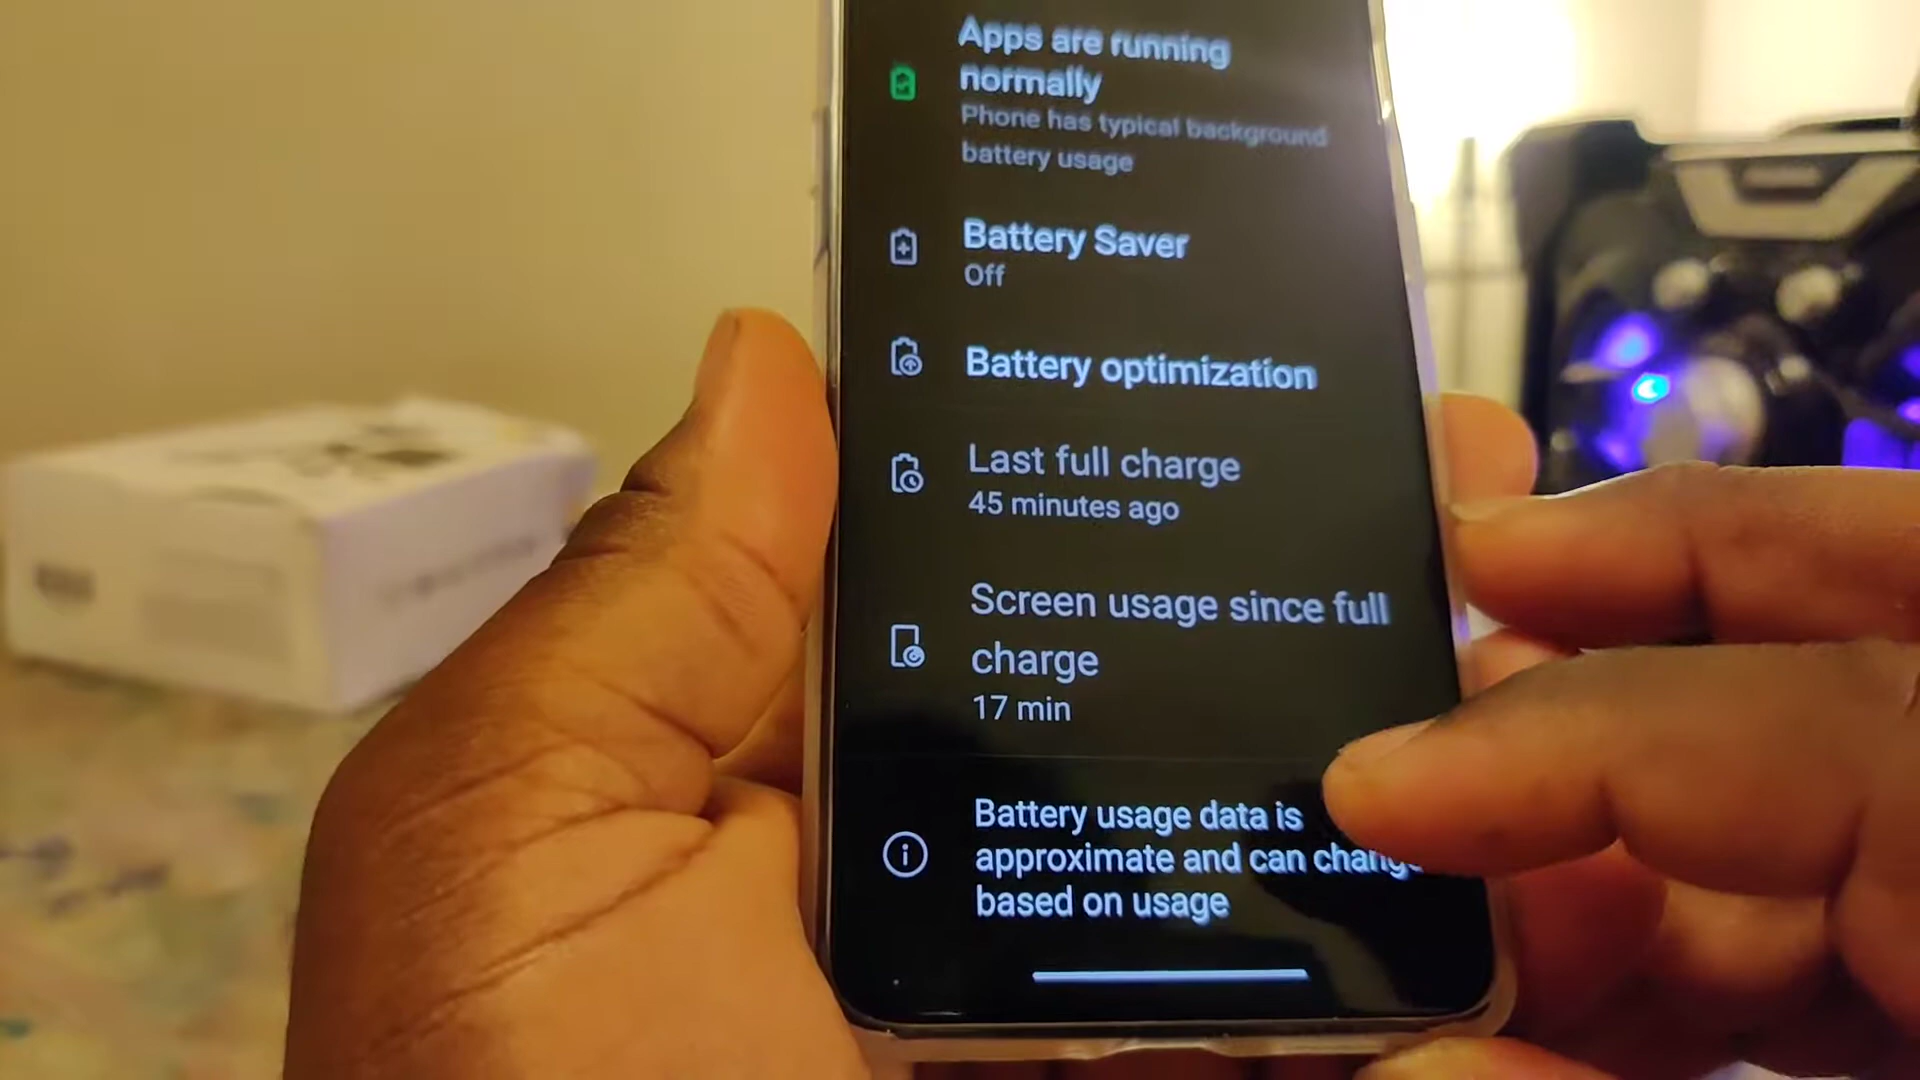 Apps are running
normally
Phone has typical background
battery usage
Battery Saver
Off
Battery optimization
Last full charge
45 minutes ago
Screen usage since full
charge
17 min
Battery usage data is
approximate and can change
based on usage